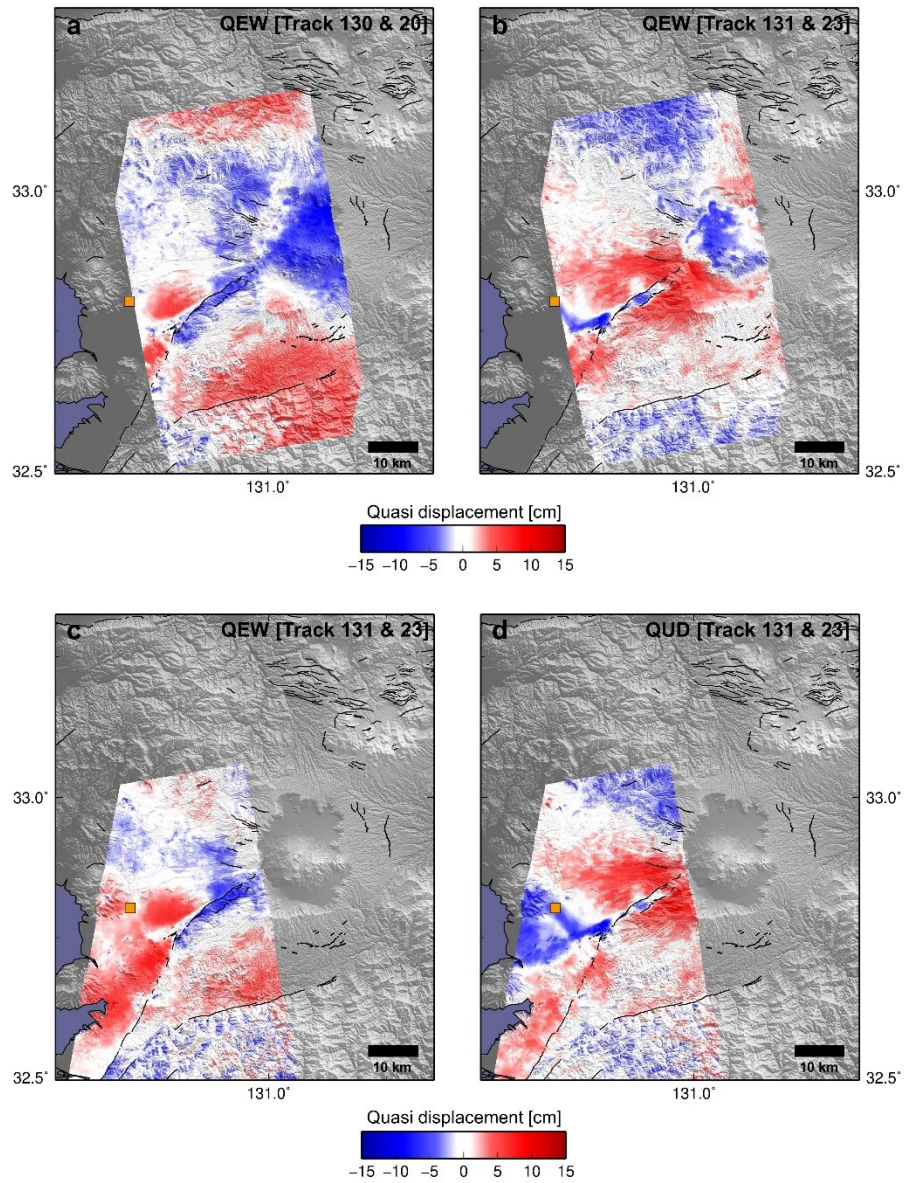 a QEW [Track 130 & 20]
b QEW [Track 131 & 23]
33.0˚
33.0˚
32.5˚
32.5˚
10 km
10 km
131.0˚
131.0˚
Quasi displacement [cm]
−15 −10 −5 0 5 10 15
c QEW [Track 131 & 23]
d QUD [Track 131 & 23]
33.0˚
33.0˚
32.5˚
32.5˚
10 km
10 km
131.0˚
131.0˚
Quasi displacement [cm]
−15 −10 −5 0 5 10 15